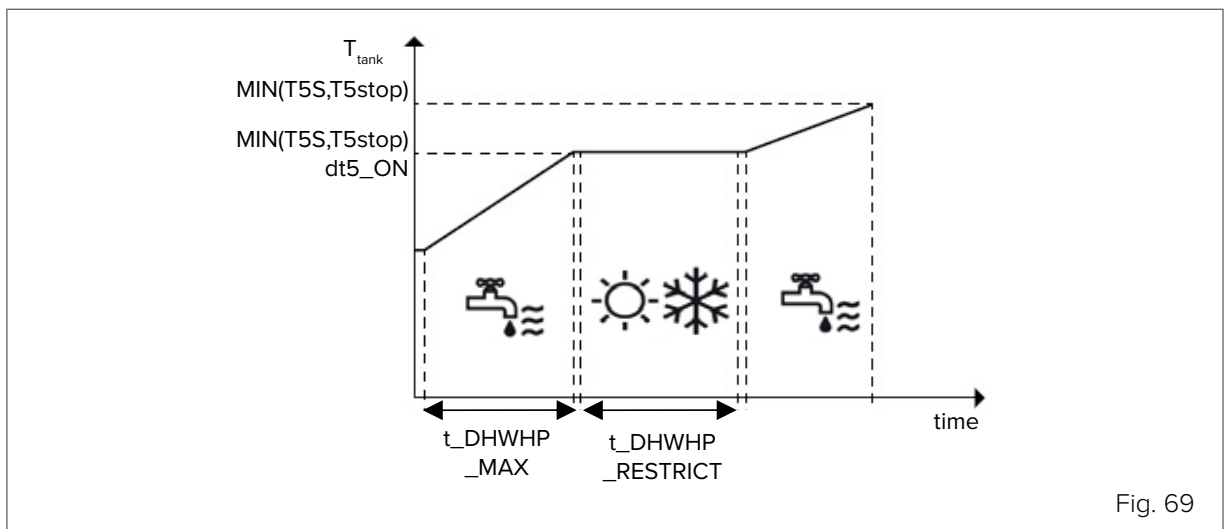 T_tank
MIN(T5S,T5stop)
MIN(T5S,T5stop)
dt5_ON
time
t_DHWHP
_MAX
t_DHWHP
_RESTRICT
Fig. 69